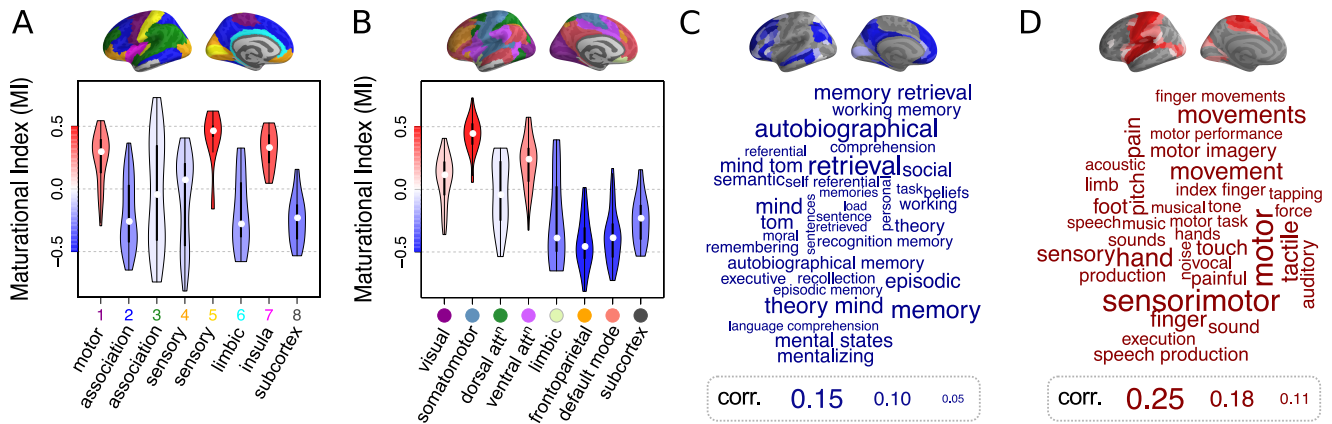 A
Maturational Index (MI)
0.5
0.0
−0.5
1 2 3 4 5 6 7 8
motor
association
association
sensory
sensory
limbic
insula
subcortex
B
Maturational Index (MI)
0.5
0.0
−0.5
visual
somatomotor
dorsal attⁿ
ventral attⁿ
limbic
frontoparietal
default mode
subcortex
C
memory retrieval
working memory
autobiographical
referential comprehension
mind tom retrieval social
semantic self referential task beliefs
memories personal working
mind sentences load
tom sentence theory
moral retrieved
remembering recognition memory
autobiographical memory
executive recollection episodic
episodic memory
theory mind memory
language comprehension
mental states
mentalizing
corr. 0.15 0.10 0.05
D
finger movements
movements
pain motor performance
motor imagery
acoustic movement
limb pitch index finger tapping
foot musical tone force
speech music motor task motor
sounds hands tactile
sensory hand noise touch auditory
vocal
production painful
sensorimotor
finger sound
execution
speech production
corr. 0.25 0.18 0.11